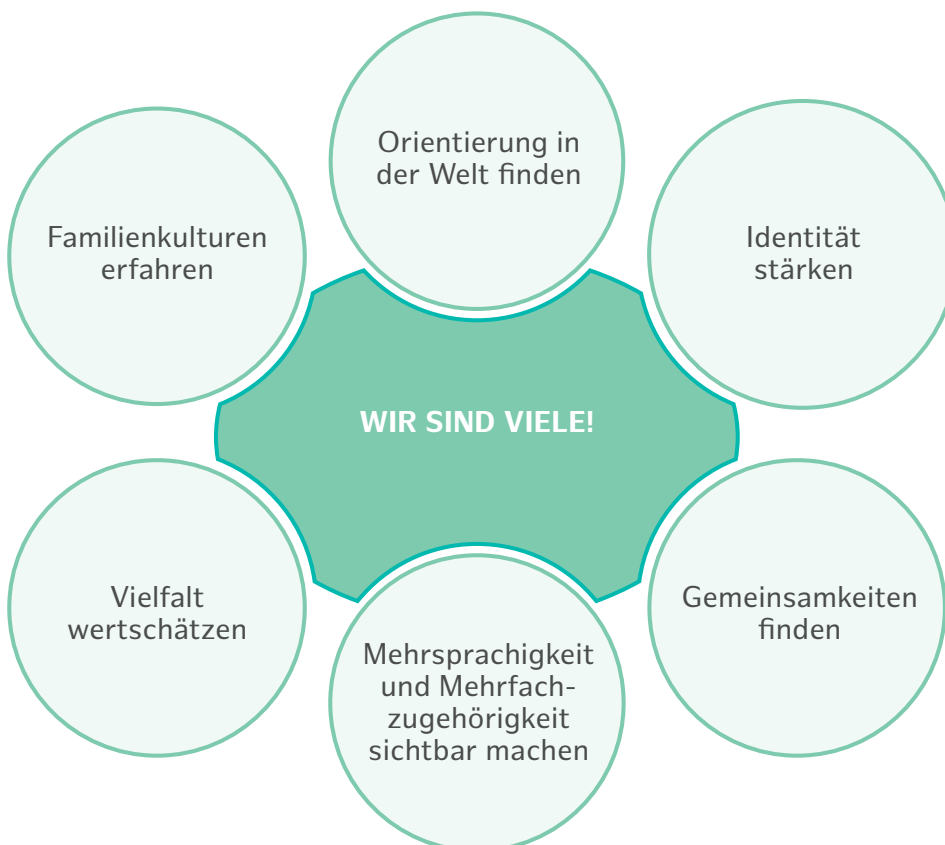 Orientierung in
der Welt finden
Familienkulturen
erfahren
Identität
stärken
WIR SIND VIELE!
Vielfalt
wertschätzen
Gemeinsamkeiten
finden
Mehrsprachigkeit
und Mehrfach-
zugehörigkeit
sichtbar machen